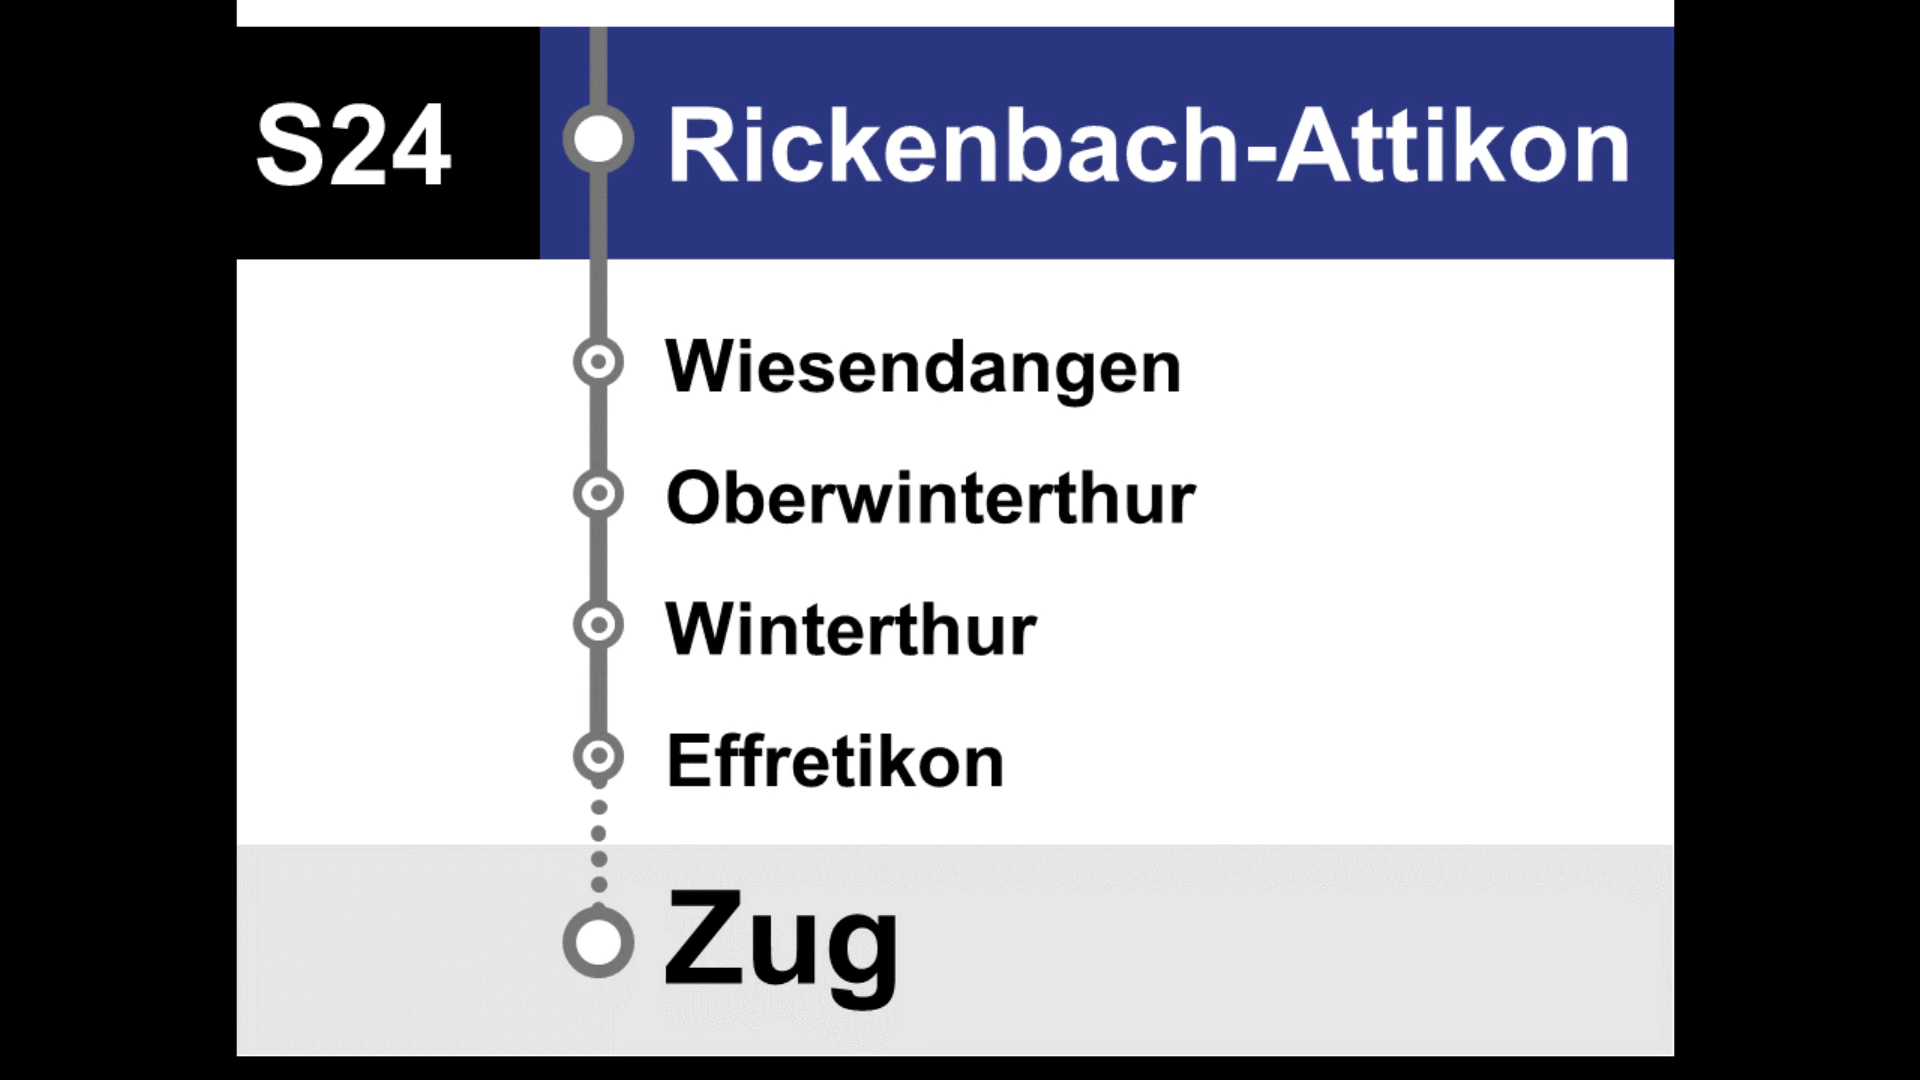 S24 Rickenbach-Attikon
Wiesendangen
Oberwinterthur
Winterthur
Effretikon
Zug